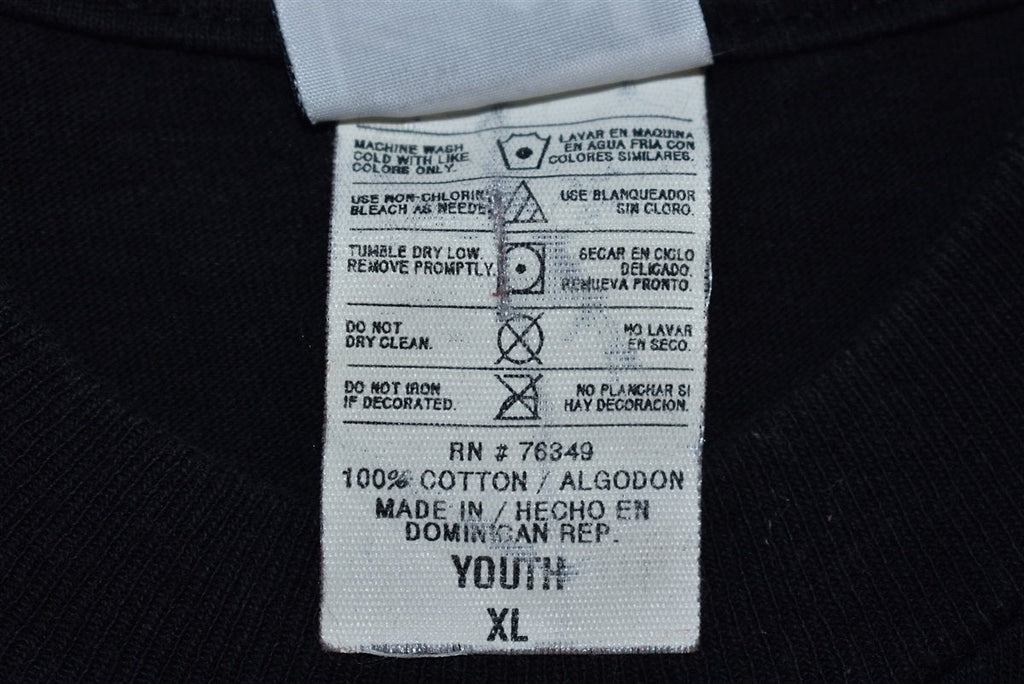 MACHINE WASH
COLD WITH LIKE
COLORS ONLY.
LAVAR EN MAQUINA
EN AGUA FRIA CON
COLORES SIMILARES.
USE NON-CHLORIN
BLEACH AS NEEDE
USE BLANQUEADOR
SIN CLORO.
TUMBLE DRY LOW.
REMOVE PROMPTLY.
SECAR EN CICLO
DELICADO.
REMUEVA PRONTO.
DO NOT
DRY CLEAN.
NO LAVAR
EN SECO.
DO NOT IRON
IF DECORATED.
NO PLANCHAR SI
HAY DECORACION.
RN # 76349
100% COTTON / ALGODON
MADE IN / HECHO EN
DOMINICAN REP.
YOUTH
XL